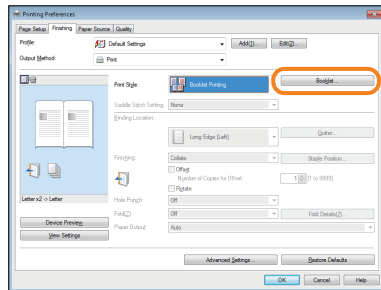 Printing Preferences
Page Setup Finishing Paper Source Quality
Profile: Default Settings Add(1)... Edit(2)...
Output Method: Print
Print Style: Booklet Printing Booklet...
Saddle Stitch Setting: None
Binding Location:
Long Edge [Left] Gutter...
Finishing: Collate Staple Position...
Offset
Number of Copies for Offset: 1 [1 to 9999]
Rotate
Letter x2 -> Letter
Hole Punch: Off
Device Preview
Fold(Z): Off Fold Details(7)...
View Settings
Paper Output: Auto
Advanced Settings... Restore Defaults
OK Cancel Help